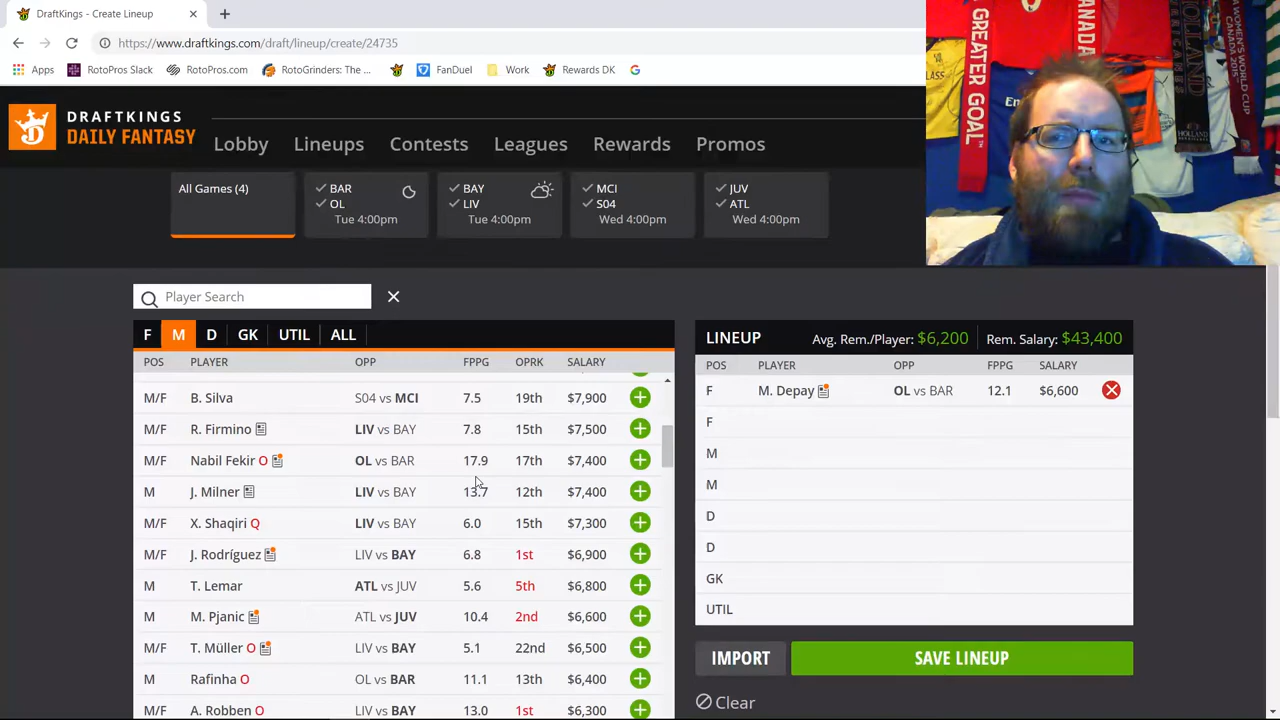 DraftKings - Create Lineup
https://www.draftkings.com/draft/lineup/create/24
Apps RotoPros Slack RotoPros.com RotoGrinders: The ... FanDuel Work Rewards DK
DRAFTKINGS
DAILY FANTASY
Lobby Lineups Contests Leagues Rewards Promos
All Games (4)
BAR
OL
Tue 4:00pm
BAY
LIV
Tue 4:00pm
MCI
S04
Wed 4:00pm
JUV
ATL
Wed 4:00pm
GREATER GOAL
CANADA
HOLLAND
WOMEN'S WORLD CUP
CANADA 2015
Player Search
F M D GK UTIL ALL
POS PLAYER OPP FPPG OPRK SALARY
M/F B. Silva S04 vs MCI 7.5 19th $7,900
M/F R. Firmino LIV vs BAY 7.8 15th $7,500
M/F Nabil Fekir O OL vs BAR 17.9 17th $7,400
M J. Milner LIV vs BAY 13.7 12th $7,400
M/F X. Shaqiri Q LIV vs BAY 6.0 15th $7,300
M/F J. Rodríguez LIV vs BAY 6.8 1st $6,900
M T. Lemar ATL vs JUV 5.6 5th $6,800
M M. Pjanic ATL vs JUV 10.4 2nd $6,600
M/F T. Müller O LIV vs BAY 5.1 22nd $6,500
M Rafinha O OL vs BAR 11.1 13th $6,400
M/F A. Robben O LIV vs BAY 13.0 1st $6,300
LINEUP Avg. Rem./Player: $6,200 Rem. Salary: $43,400
POS PLAYER OPP FPPG SALARY
F M. Depay OL vs BAR 12.1 $6,600
F
M
M
D
D
GK
UTIL
IMPORT SAVE LINEUP
Clear